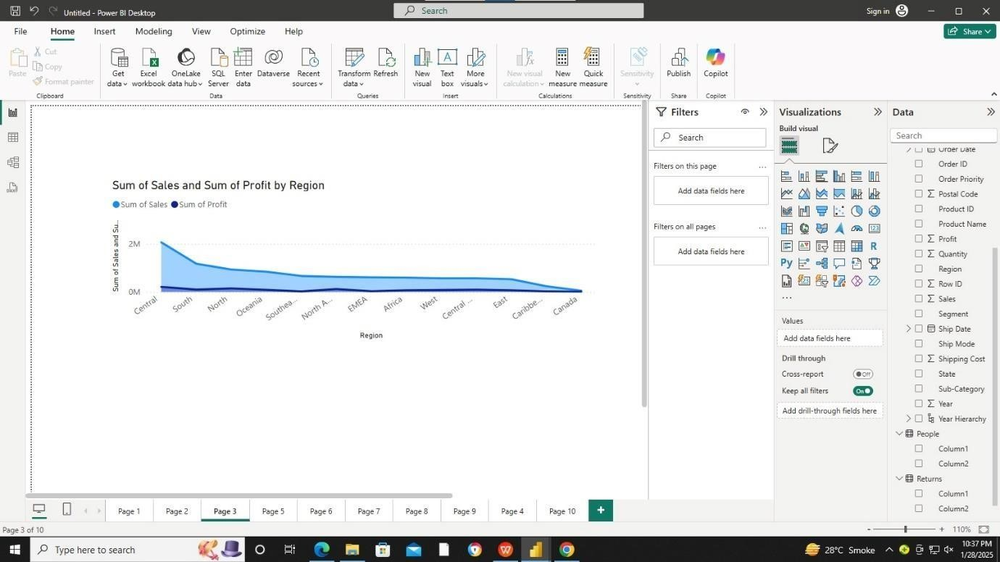 Untitled - Power BI Desktop
Search
Sign in
File Home Insert Modeling View Optimize Help
Share
Paste
Cut
Copy
Format painter
Clipboard
Get data
Excel workbook
OneLake data hub
SQL Server
Enter data
Dataverse
Recent sources
Data
Transform data
Refresh
Queries
New visual
Text box
More visuals
Insert
New visual calculation
New measure
Quick measure
Calculations
Sensitivity
Sensitivity
Publish
Share
Copilot
Copilot
Sum of Sales and Sum of Profit by Region
Sum of Sales Sum of Profit
Sum of Sales and Su...
2M
0M
Central
South
North
Oceania
Southea...
North A...
EMEA
Africa
West
Central ...
East
Caribbe...
Canada
Region
Filters
Search
Filters on this page
...
Add data fields here
Filters on all pages
...
Add data fields here
Visualizations
Build visual
123
R
Py
...
Values
Add data fields here
Drill through
Cross-report
Off
Keep all filters
On
Add drill-through fields here
Data
Search
Order Date
Order ID
Order Priority
Σ Postal Code
Product ID
Product Name
Σ Profit
Σ Quantity
Region
Σ Row ID
Σ Sales
Segment
Ship Date
Ship Mode
Σ Shipping Cost
State
Sub-Category
Σ Year
Year Hierarchy
People
Column1
Column2
Returns
Column1
Column2
Page 1 Page 2 Page 3 Page 5 Page 6 Page 7 Page 8 Page 9 Page 4 Page 10 +
Page 3 of 10
- + 110%
Type here to search
28°C Smoke
10:37 PM
1/28/2025